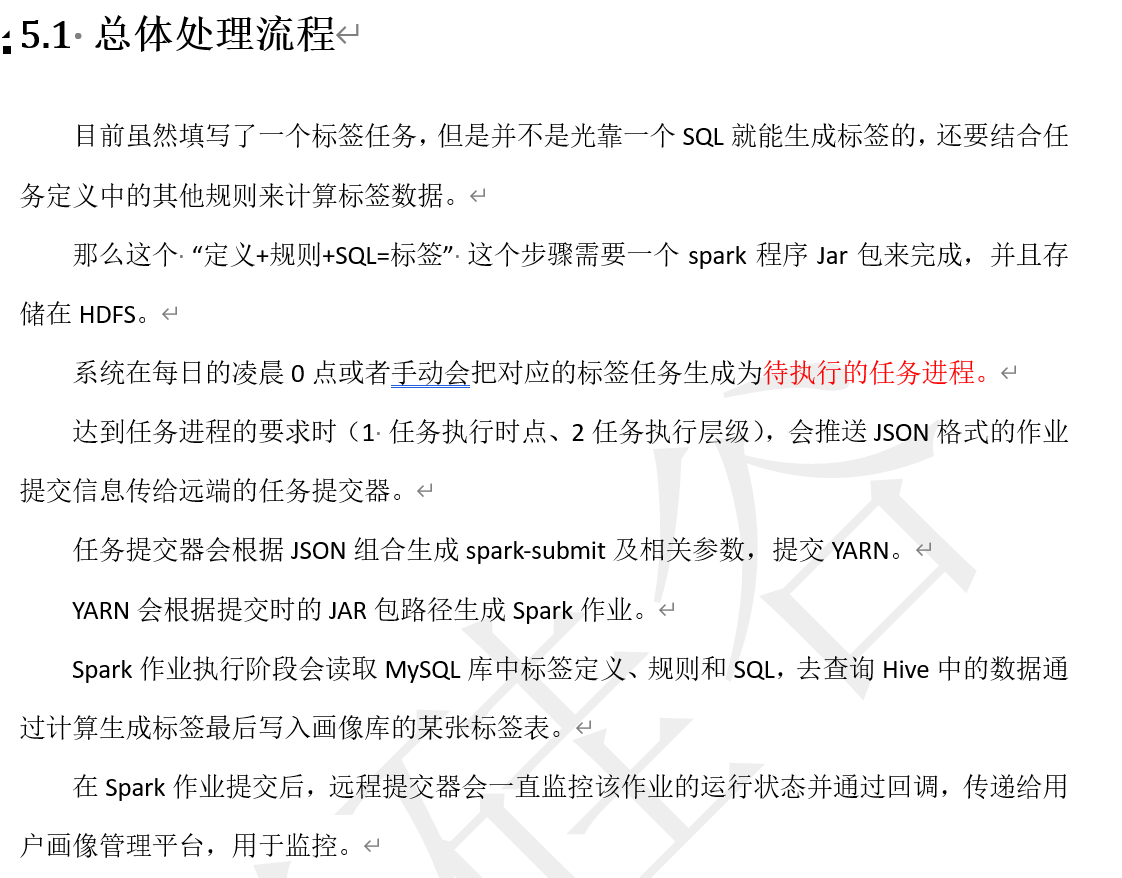 5.1 总体处理流程
目前虽然填写了一个标签任务，但是并不是光靠一个 SQL 就能生成标签的，还要结合任
务定义中的其他规则来计算标签数据。
那么这个 “定义+规则+SQL=标签” 这个步骤需要一个 spark 程序 Jar 包来完成，并且存
储在 HDFS。
系统在每日的凌晨 0 点或者手动会把对应的标签任务生成为待执行的任务进程。
达到任务进程的要求时（1 任务执行时点、2 任务执行层级），会推送 JSON 格式的作业
提交信息传给远端的任务提交器。
任务提交器会根据 JSON 组合生成 spark-submit 及相关参数，提交 YARN。
YARN 会根据提交时的 JAR 包路径生成 Spark 作业。
Spark 作业执行阶段会读取 MySQL 库中标签定义、规则和 SQL，去查询 Hive 中的数据通
过计算生成标签最后写入画像库的某张标签表。
在 Spark 作业提交后，远程提交器会一直监控该作业的运行状态并通过回调，传递给用
户画像管理平台，用于监控。